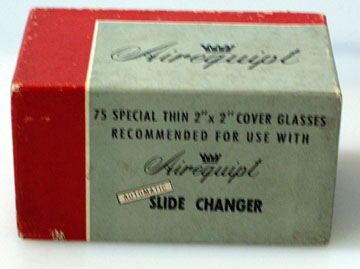 Airequipt
75 SPECIAL THIN 2"x 2" COVER GLASSES
RECOMMENDED FOR USE WITH
Airequipt
AUTOMATIC
SLIDE CHANGER